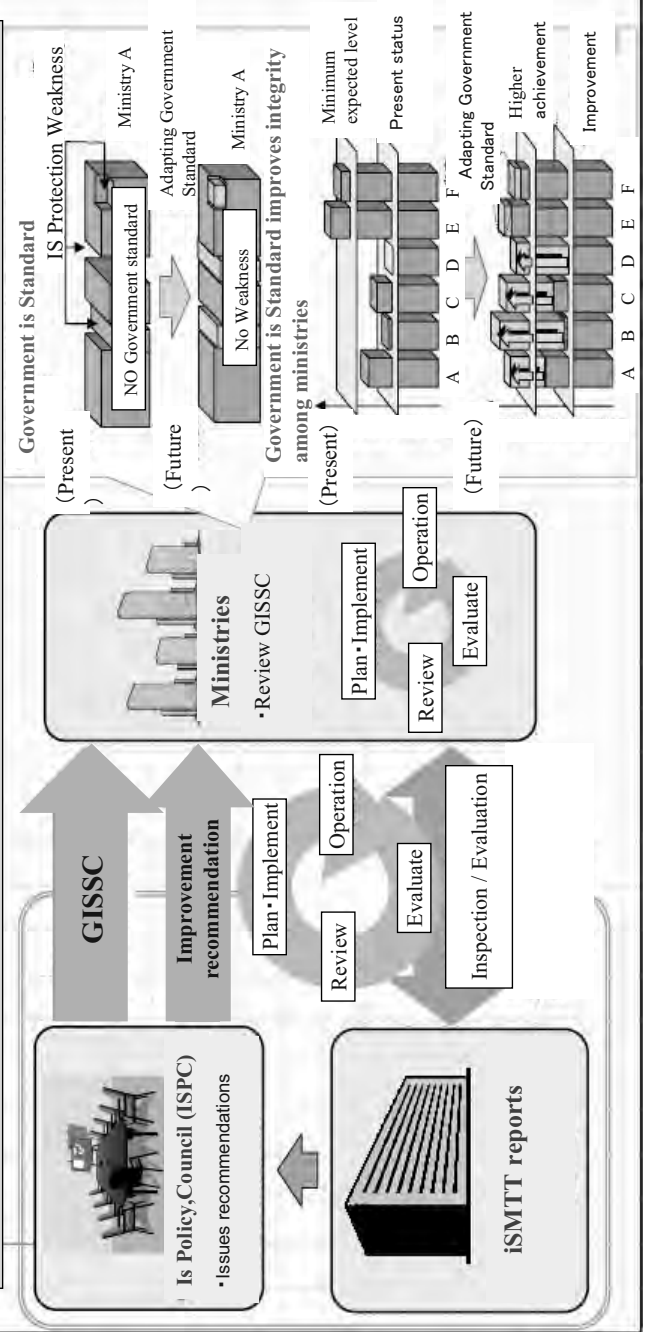 Is Policy,Council (ISPC)
・Issues recommendations
iSMTT reports
GISSC
Improvement
recommendation
Plan・Implement
Operation
Review
Evaluate
Inspection / Evaluation
Ministries
・Review GISSC
Plan・Implement
Operation
Review
Evaluate
Government is Standard
(Present
)
IS Protection Weakness
NO Government standard
Ministry A
Adapting Government
Standard
(Future
)
No Weakness
Ministry A
Government is Standard improves integrity
among ministries
(Present)
Minimum
expected level
Present status
A B C D E F
Adapting Government
Standard
(Future)
Higher
achievement
Improvement
A B C D E F